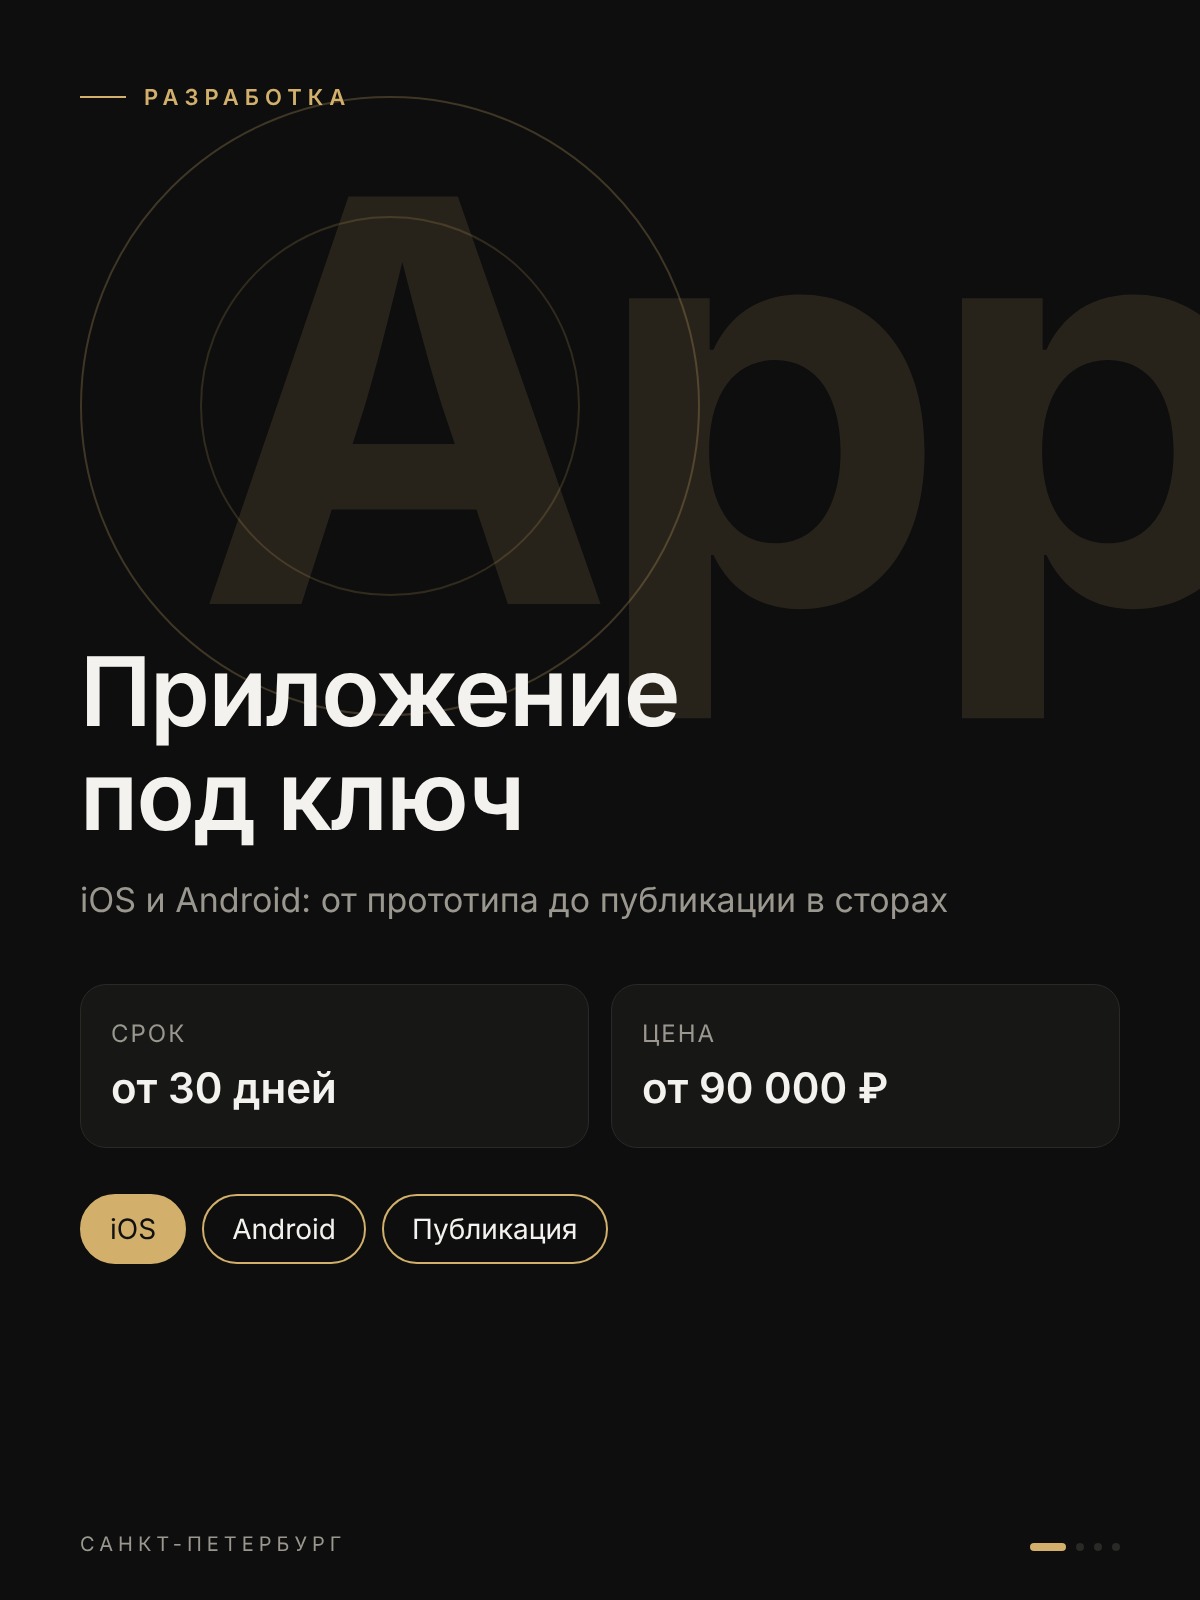 РАЗРАБОТКА
App
Приложение
под ключ
iOS и Android: от прототипа до публикации в сторах
СРОК
от 30 дней
ЦЕНА
от 90 000 ₽
iOS
Android
Публикация
САНКТ-ПЕТЕРБУРГ